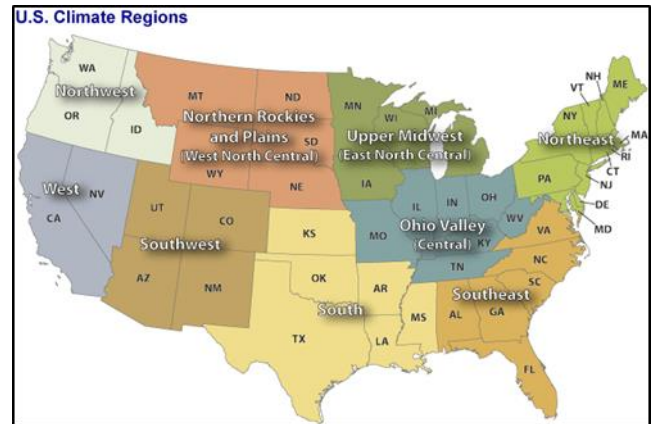 U.S. Climate Regions
WA
Northwest
OR
ID
MT
ND
Northern Rockies
and Plains
(West North Central)
SD
WY
NE
MN
WI
MI
Upper Midwest
(East North Central)
IA
VT
NH
ME
NY
Northeast
MA
RI
CT
PA
NJ
DE
MD
West
NV
CA
UT
CO
Southwest
AZ
NM
IL
IN
OH
WV
MO
Ohio Valley
(Central)
KY
TN
KS
OK
AR
South
TX
LA
MS
VA
NC
SC
Southeast
AL
GA
FL